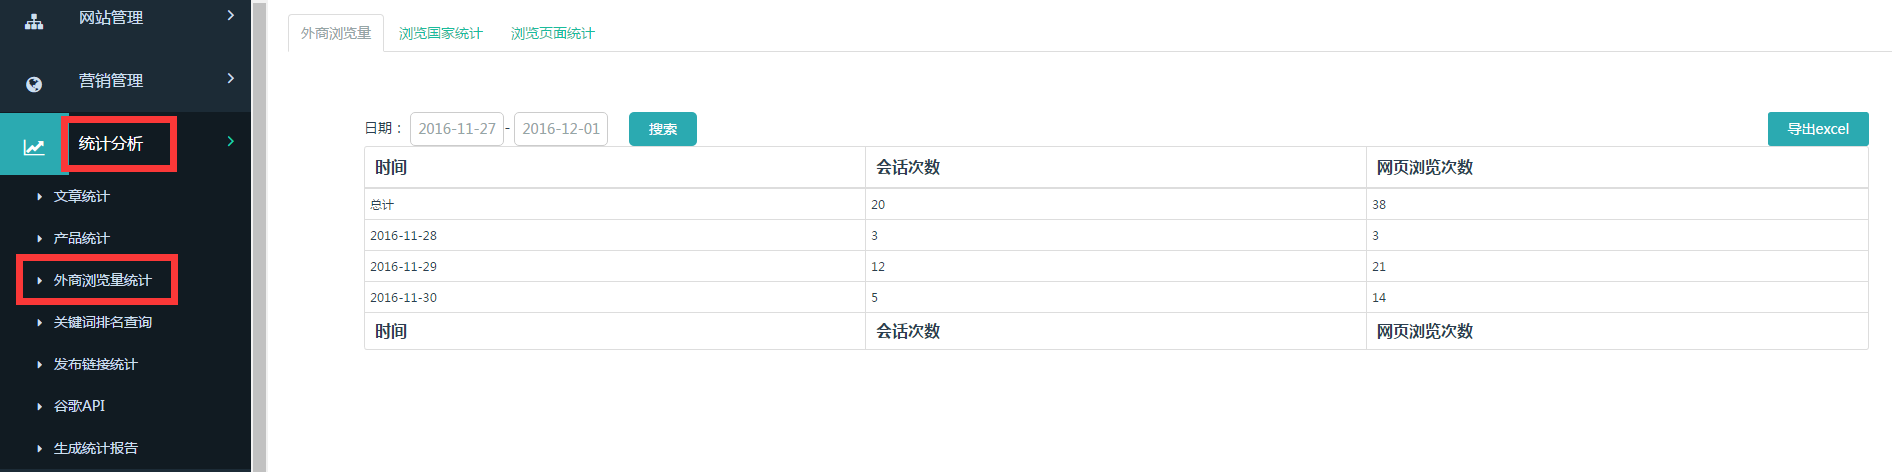 网站管理
营销管理
统计分析
文章统计
产品统计
外商浏览量统计
关键词排名查询
发布链接统计
谷歌API
生成统计报告
外商浏览量 浏览国家统计 浏览页面统计
日期： 2016-11-27 - 2016-12-01 搜索 导出excel
时间 会话次数 网页浏览次数
总计 20 38
2016-11-28 3 3
2016-11-29 12 21
2016-11-30 5 14
时间 会话次数 网页浏览次数